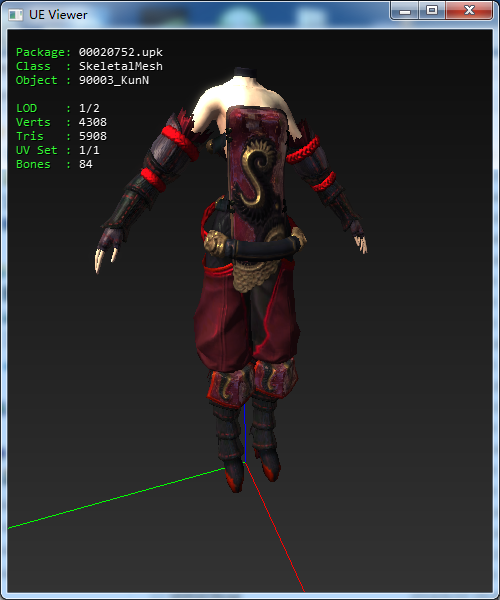 UE Viewer
Package: 00020752.upk
Class : SkeletalMesh
Object : 90003_KunN
LOD : 1/2
Verts : 4308
Tris : 5908
UV Set : 1/1
Bones : 84